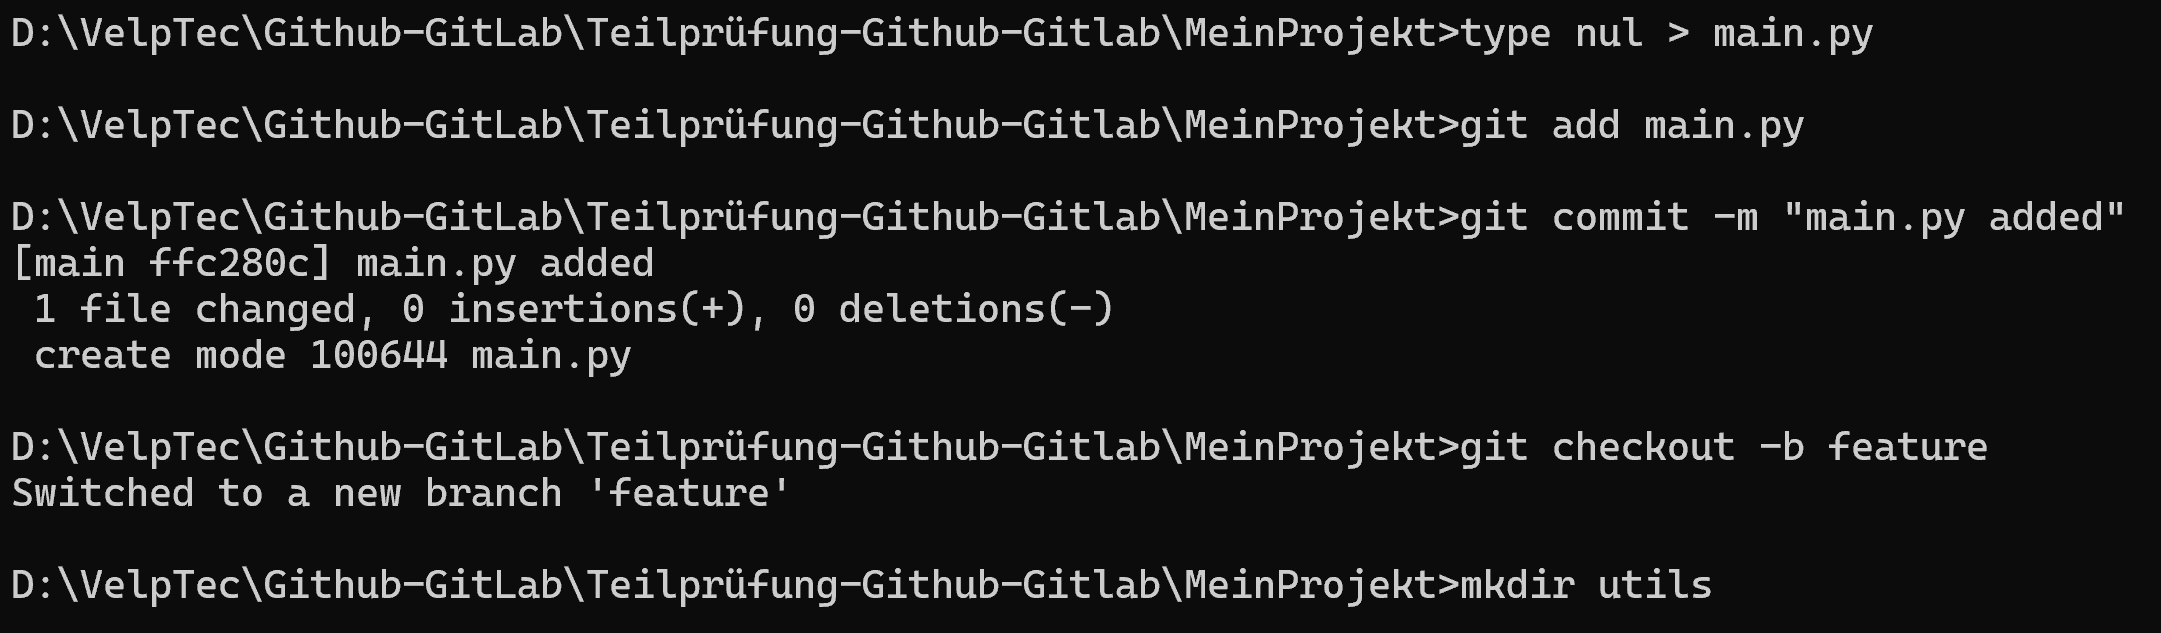 D:\VelpTec\Github-GitLab\Teilprüfung-Github-Gitlab\MeinProjekt>type nul > main.py
D:\VelpTec\Github-GitLab\Teilprüfung-Github-Gitlab\MeinProjekt>git add main.py
D:\VelpTec\Github-GitLab\Teilprüfung-Github-Gitlab\MeinProjekt>git commit -m "main.py added"
[main ffc280c] main.py added
 1 file changed, 0 insertions(+), 0 deletions(-)
 create mode 100644 main.py
D:\VelpTec\Github-GitLab\Teilprüfung-Github-Gitlab\MeinProjekt>git checkout -b feature
Switched to a new branch 'feature'
D:\VelpTec\Github-GitLab\Teilprüfung-Github-Gitlab\MeinProjekt>mkdir utils